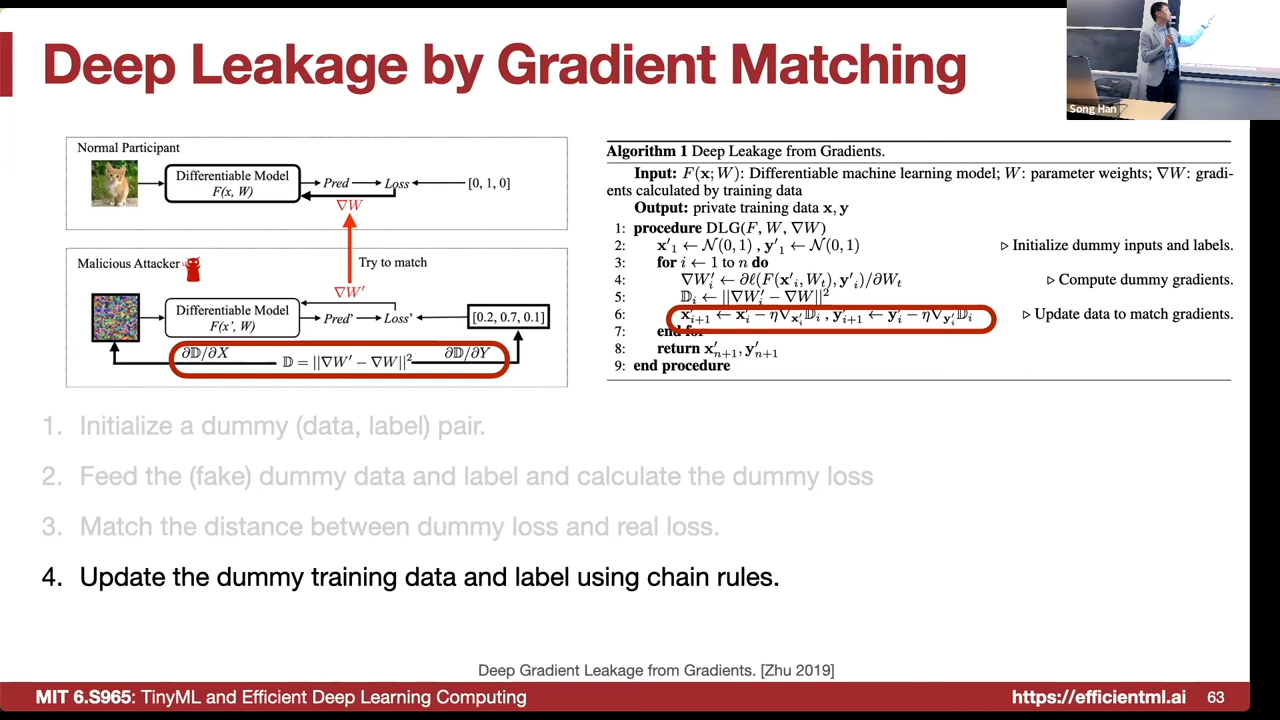 Deep Leakage by Gradient Matching
Song Han
Normal Participant
Differentiable Model
F(x, W)
Pred
Loss
[0, 1, 0]
∇W
Try to match
Malicious Attacker
∇W'
Differentiable Model
F(x', W)
Pred'
Loss'
[0.2, 0.7, 0.1]
∂𝔻/∂X
𝔻 = ||∇W' − ∇W||²
∂𝔻/∂Y
Algorithm 1 Deep Leakage from Gradients.
Input: F(x; W): Differentiable machine learning model; W: parameter weights; ∇W: gradi-
ents calculated by training data
Output: private training data x, y
1: procedure DLG(F, W, ∇W)
2: x'₁ ← 𝒩(0, 1) , y'₁ ← 𝒩(0, 1) ▷ Initialize dummy inputs and labels.
3: for i ← 1 to n do
4: ∇W'ᵢ ← ∂ℓ(F(x'ᵢ, Wₜ), y'ᵢ)/∂Wₜ ▷ Compute dummy gradients.
5: 𝔻ᵢ ← ||∇W'ᵢ − ∇W||²
6: x'ᵢ₊₁ ← x'ᵢ − η∇x'ᵢ𝔻ᵢ , y'ᵢ₊₁ ← y'ᵢ − η∇y'ᵢ𝔻ᵢ ▷ Update data to match gradients.
7: end for
8: return x'ₙ₊₁, y'ₙ₊₁
9: end procedure
1. Initialize a dummy (data, label) pair.
2. Feed the (fake) dummy data and label and calculate the dummy loss
3. Match the distance between dummy loss and real loss.
4. Update the dummy training data and label using chain rules.
Deep Gradient Leakage from Gradients. [Zhu 2019]
MIT 6.S965: TinyML and Efficient Deep Learning Computing
https://efficientml.ai
63